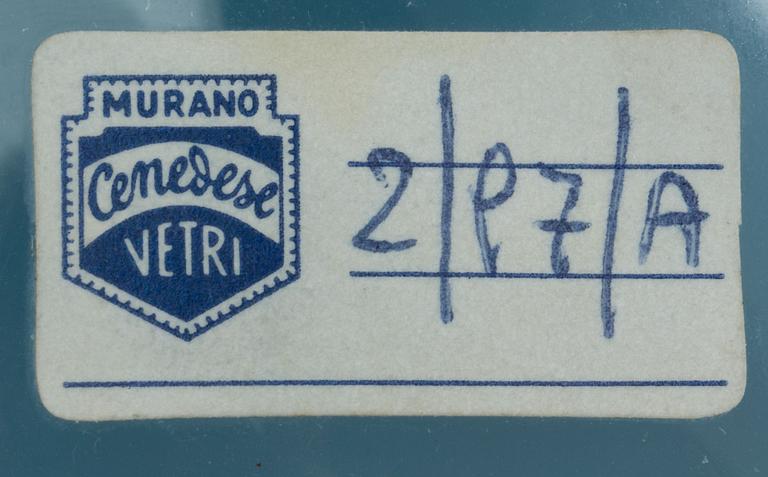 MURANO
Cenedese
VETRI
2/P7/A